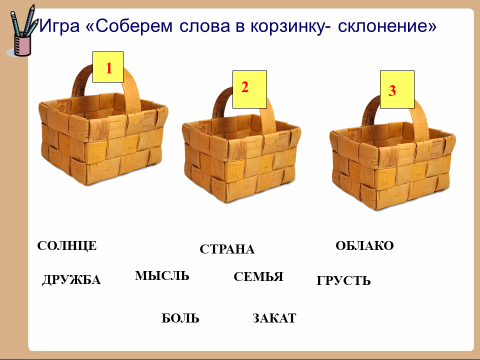 Игра «Соберем слова в корзинку- склонение»
1
2
3
СОЛНЦЕ
СТРАНА
ОБЛАКО
ДРУЖБА
МЫСЛЬ
СЕМЬЯ
ГРУСТЬ
БОЛЬ
ЗАКАТ